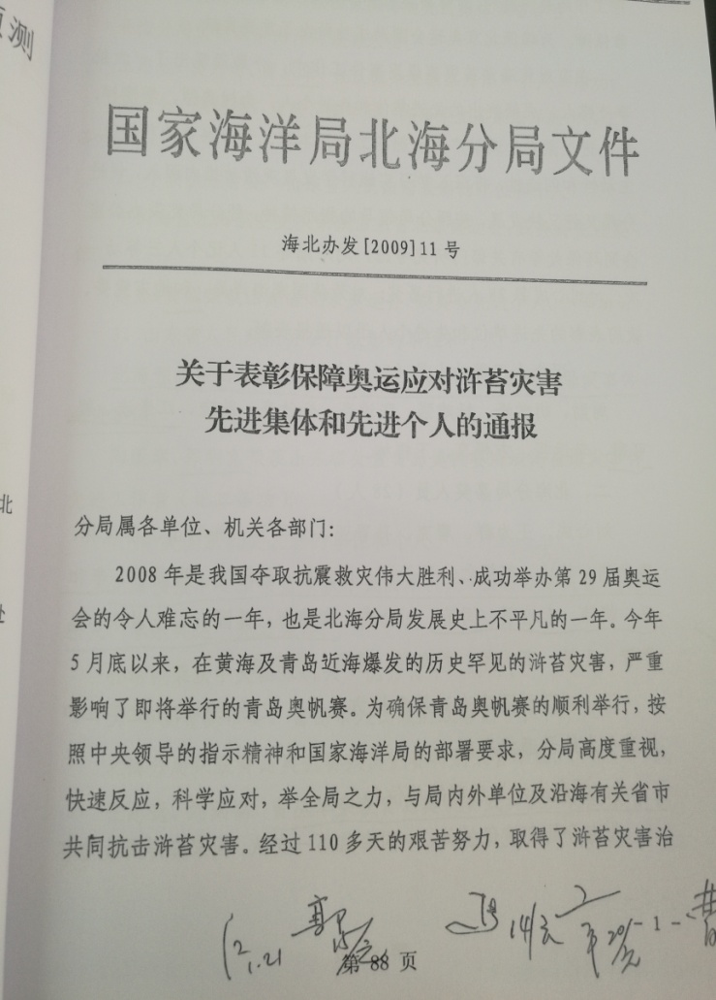 测
国家海洋局北海分局文件
海北办发[2009]11号
关于表彰保障奥运应对浒苔灾害
先进集体和先进个人的通报
北
分局属各单位、机关各部门：
2008年是我国夺取抗震救灾伟大胜利、成功举办第29届奥运
会的令人难忘的一年，也是北海分局发展史上不平凡的一年。今年
5月底以来，在黄海及青岛近海爆发的历史罕见的浒苔灾害，严重
影响了即将举行的青岛奥帆赛。为确保青岛奥帆赛的顺利举行，按
照中央领导的指示精神和国家海洋局的部署要求，分局高度重视，
快速反应，科学应对，举全局之力，与局内外单位及沿海有关省市
共同抗击浒苔灾害。经过110多天的艰苦努力，取得了浒苔灾害治
-1-
第88页